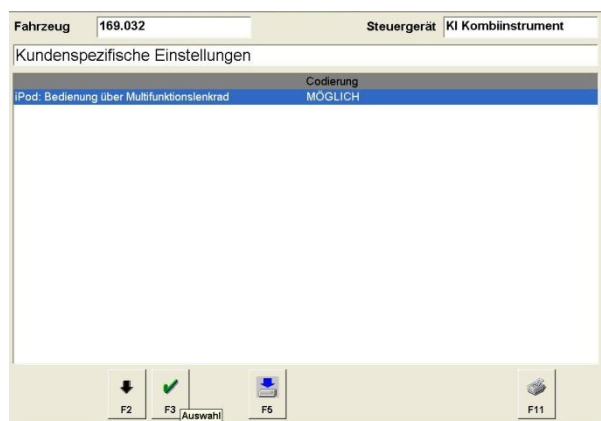 Fahrzeug 169.032 Steuergerät KI Kombiinstrument
Kundenspezifische Einstellungen
Codierung
iPod: Bedienung über Multifunktionslenkrad MÖGLICH
F2 F3 Auswahl F5 F11